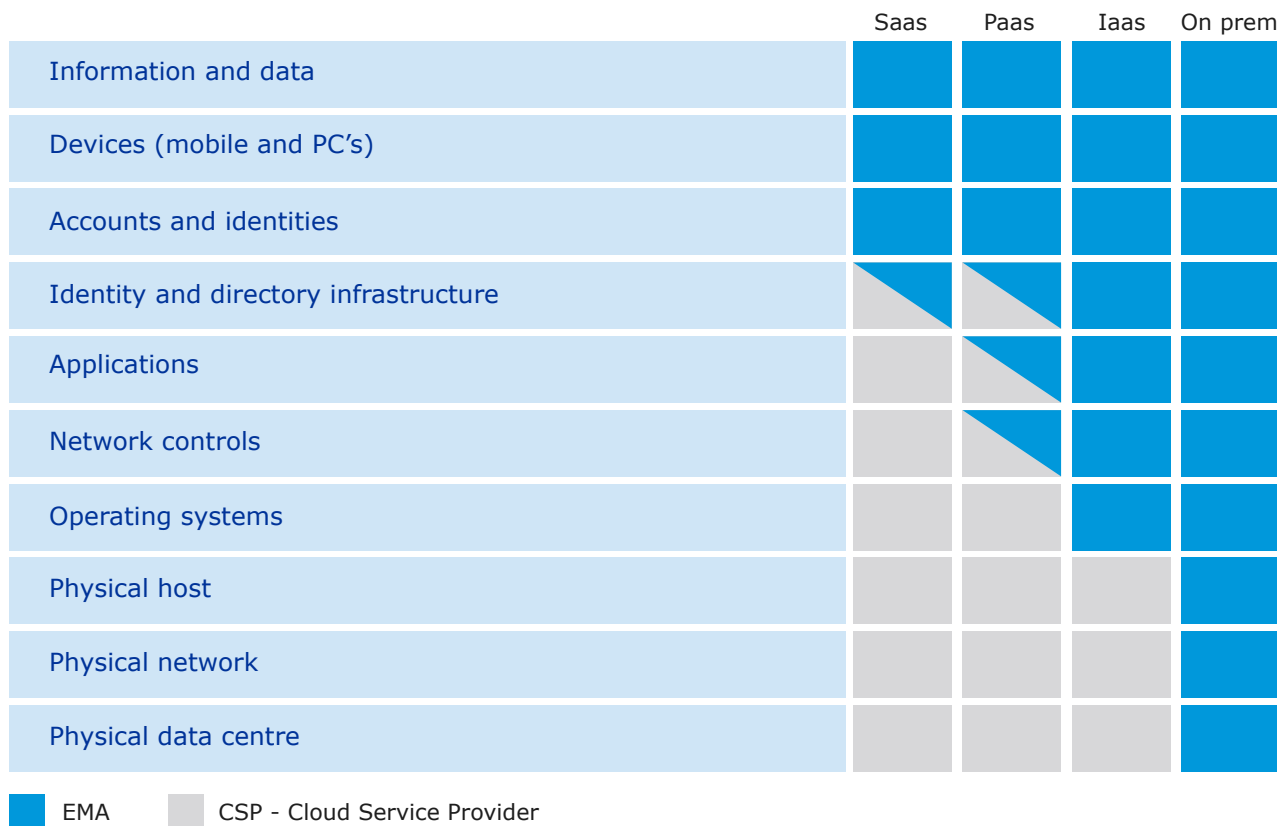 Saas Paas Iaas On prem
Information and data
Devices (mobile and PC’s)
Accounts and identities
Identity and directory infrastructure
Applications
Network controls
Operating systems
Physical host
Physical network
Physical data centre
EMA CSP - Cloud Service Provider